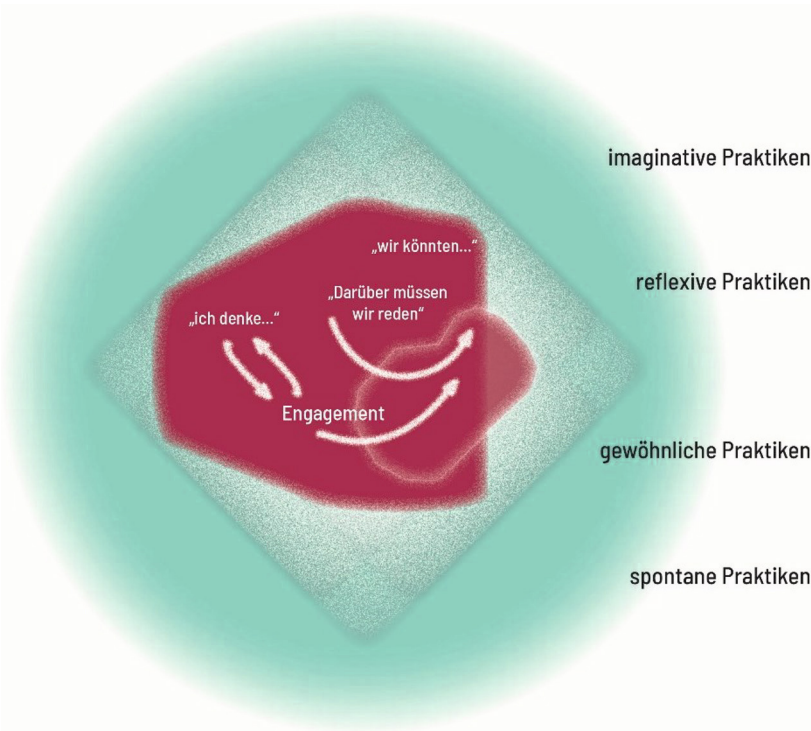 imaginative Praktiken
„wir könnten...“
reflexive Praktiken
„Darüber müssen
wir reden“
„ich denke...“
Engagement
gewöhnliche Praktiken
spontane Praktiken